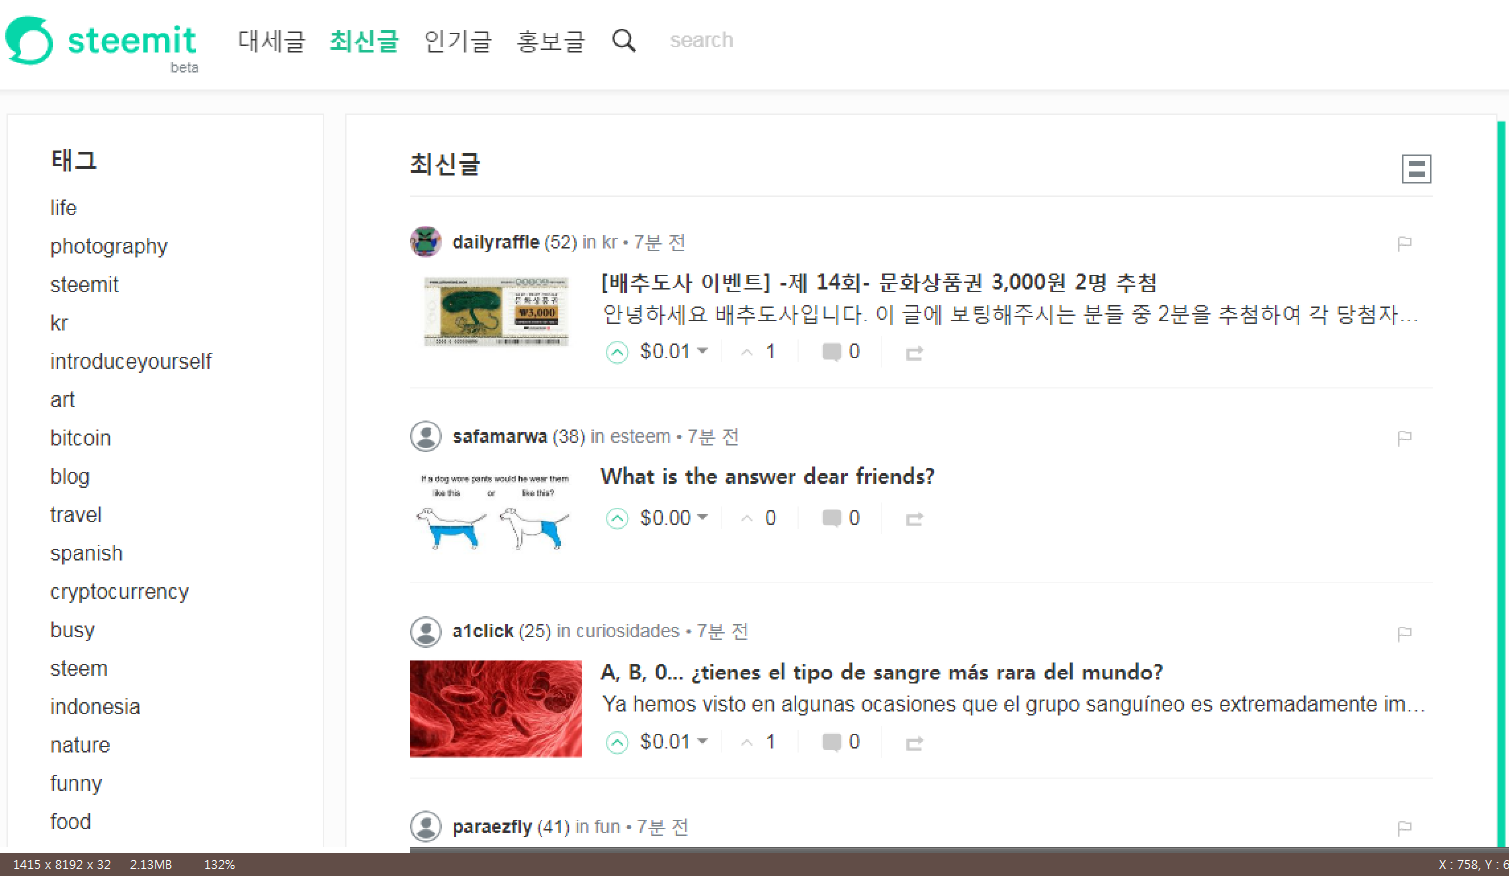 steemit
beta
대세글 최신글 인기글 홍보글 search
태그
life
photography
steemit
kr
introduceyourself
art
bitcoin
blog
travel
spanish
cryptocurrency
busy
steem
indonesia
nature
funny
food
최신글
dailyraffle (52) in kr • 7분 전
문화상품권
₩3,000
[배추도사 이벤트] -제 14회- 문화상품권 3,000원 2명 추첨
안녕하세요 배추도사입니다. 이 글에 보팅해주시는 분들 중 2분을 추첨하여 각 당첨자...
$0.01 1 0
safamarwa (38) in esteem • 7분 전
If a dog wore pants would he wear them
like this or like this?
What is the answer dear friends?
$0.00 0 0
a1click (25) in curiosidades • 7분 전
A, B, 0... ¿tienes el tipo de sangre más rara del mundo?
Ya hemos visto en algunas ocasiones que el grupo sanguíneo es extremadamente im...
$0.01 1 0
paraezfly (41) in fun • 7분 전
1415 x 8192 x 32 2.13MB 132% X : 758, Y : 6